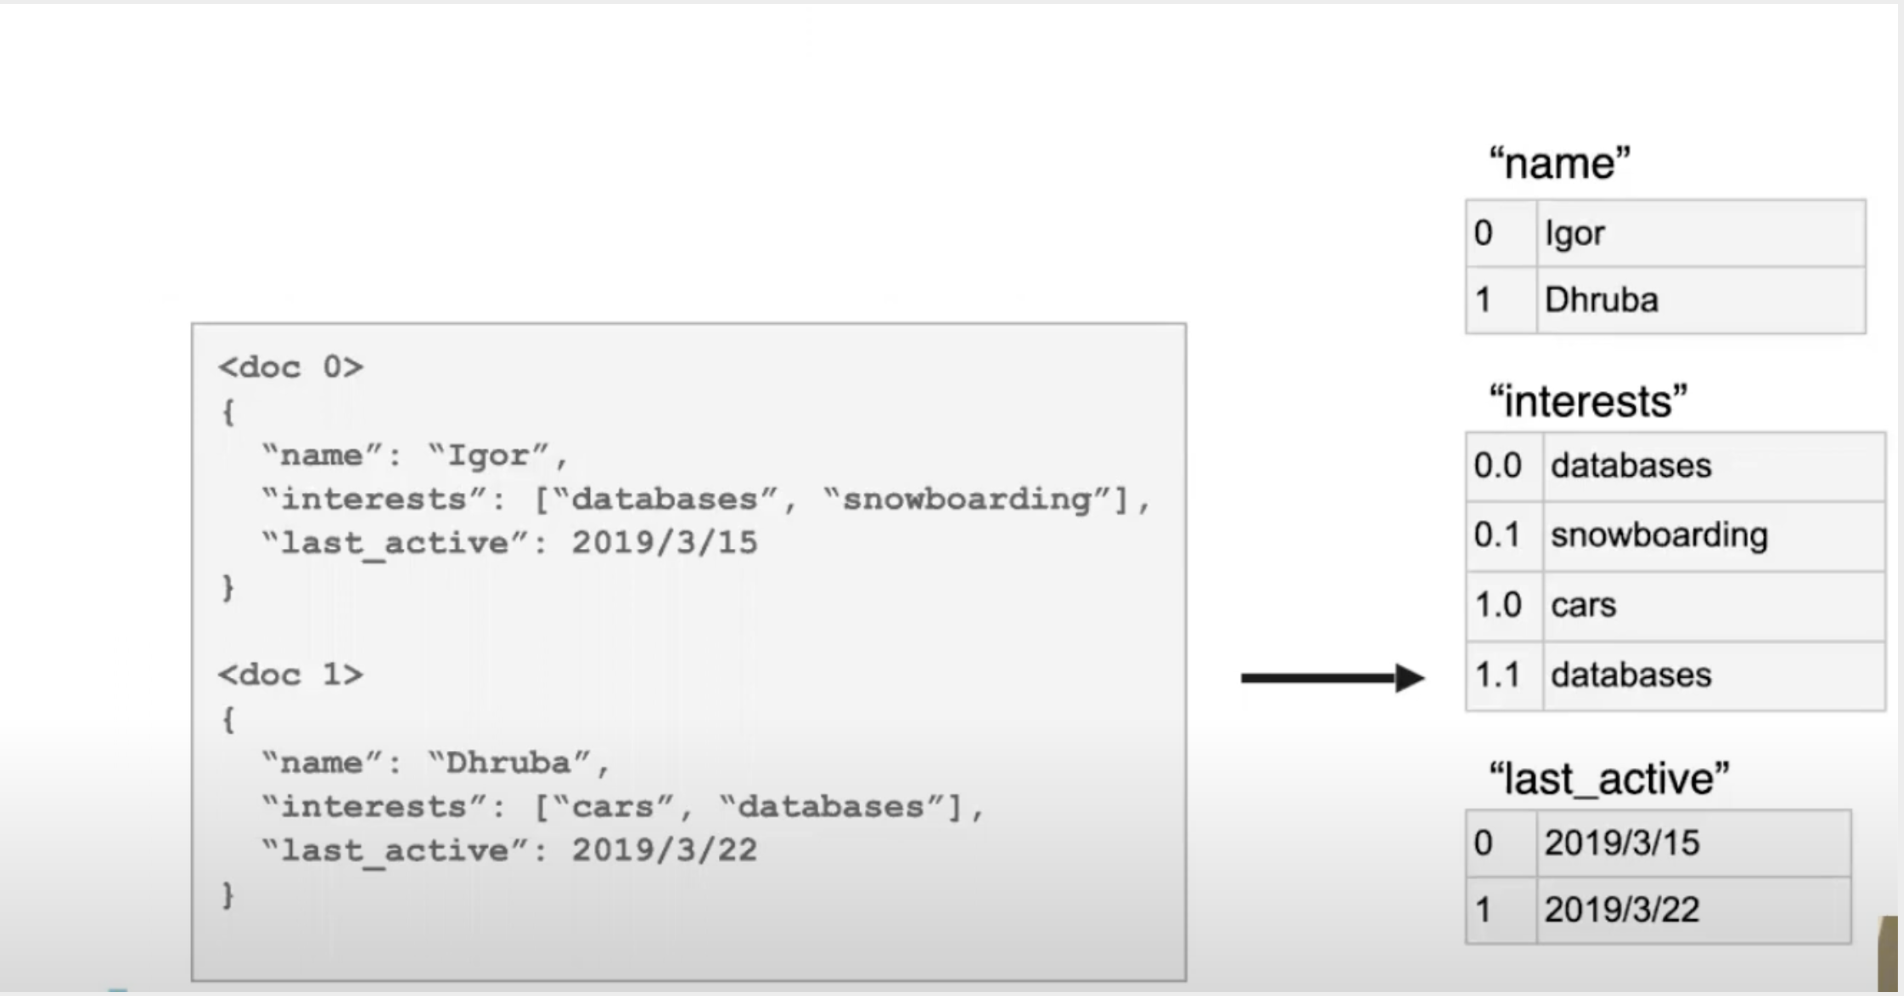 <doc 0>
{
“name”: “Igor”,
“interests”: [“databases”, “snowboarding”],
“last_active”: 2019/3/15
}
<doc 1>
{
“name”: “Dhruba”,
“interests”: [“cars”, “databases”],
“last_active”: 2019/3/22
}
“name”
0 Igor
1 Dhruba
“interests”
0.0 databases
0.1 snowboarding
1.0 cars
1.1 databases
“last_active”
0 2019/3/15
1 2019/3/22